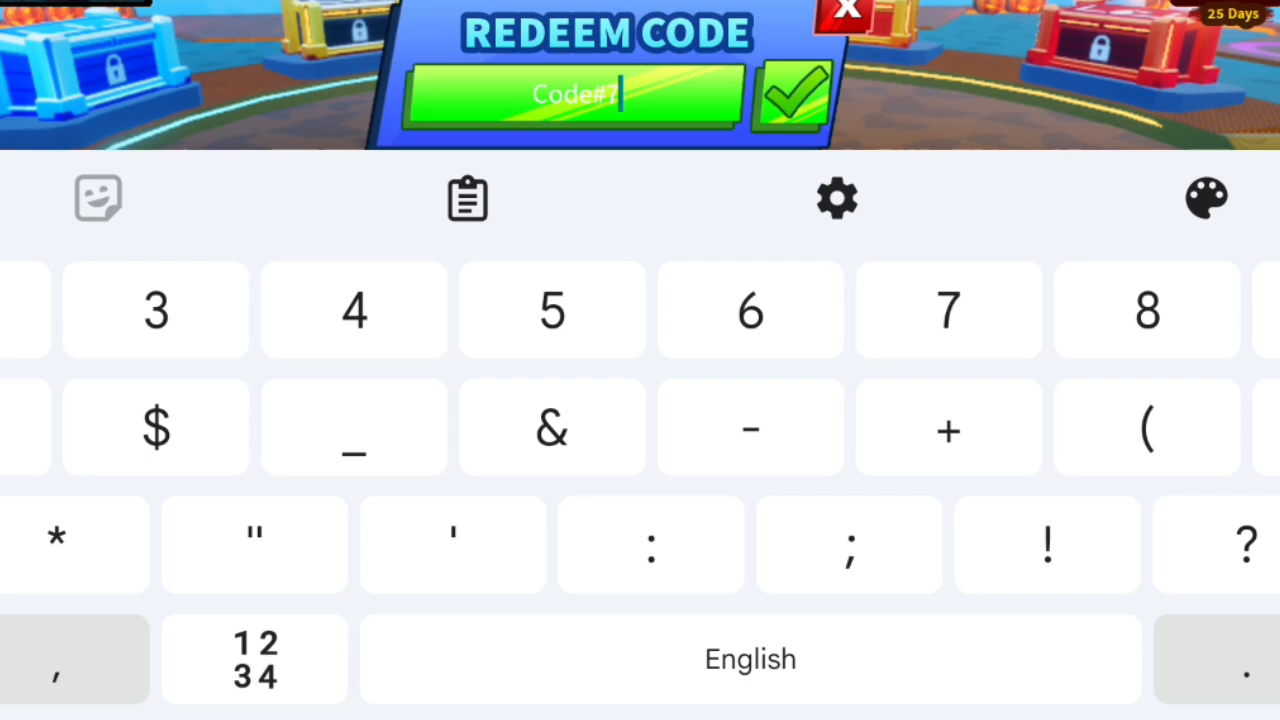 25 Days
X
REDEEM CODE
Code#7
3 4 5 6 7 8
$ _ & - + (
* " ' : ; ! ?
, 1 2 English .
3 4